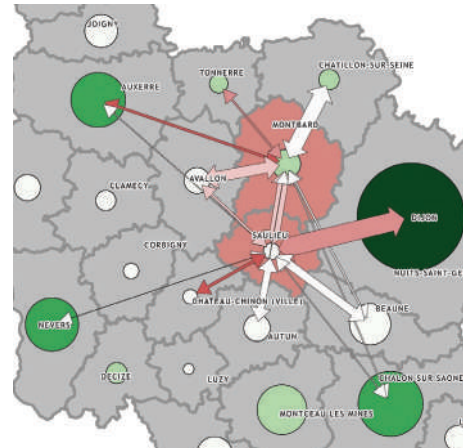 JOIGNY
TONNERRE
CHATILLON-SUR-SEINE
AUXERRE
MONTBARD
AVALLON
CLAMECY
DIJON
SAULIEU
CORBIGNY
NUITS-SAINT-GE
CHATEAU-CHINON (VILLE)
NEVERS
BEAUNE
AUTUN
DECIZE
LUZY
CHALON-SUR-SAONE
MONTCEAU-LES-MINES